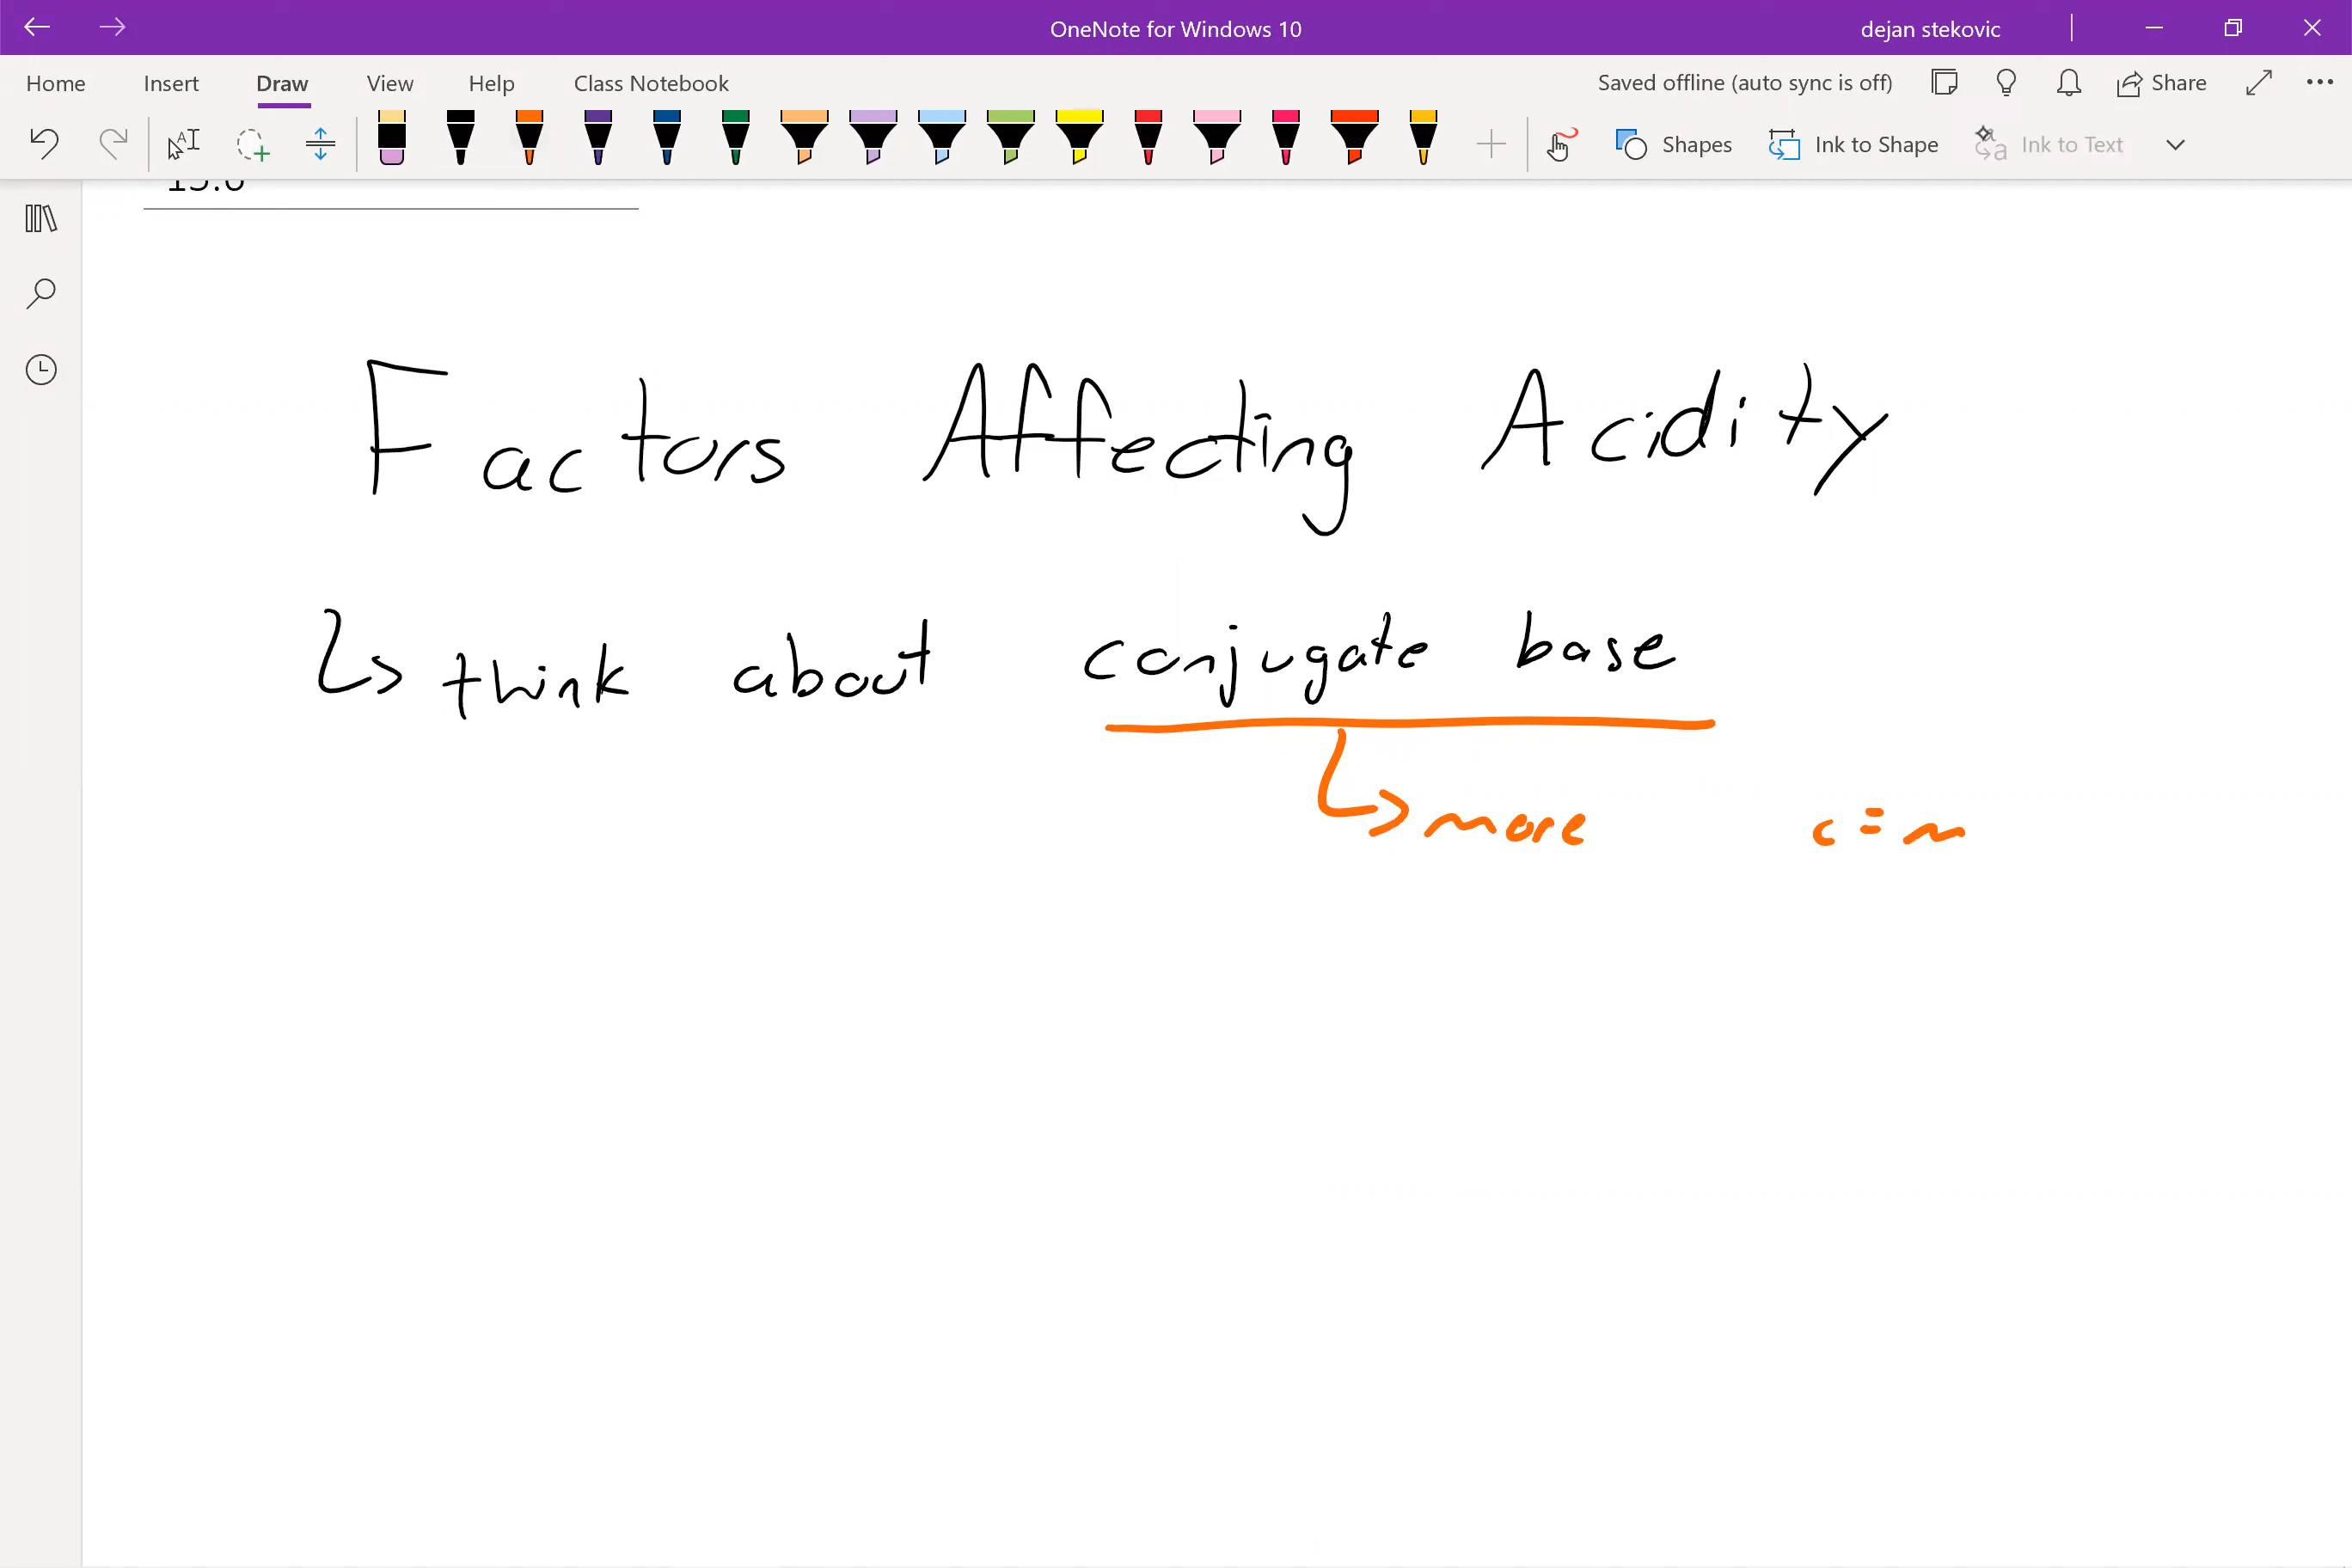 OneNote for Windows 10
dejan stekovic
Home Insert Draw View Help Class Notebook
Saved offline (auto sync is off) Share
Shapes Ink to Shape Ink to Text
Factors Affecting Acidity
think about conjugate base
more